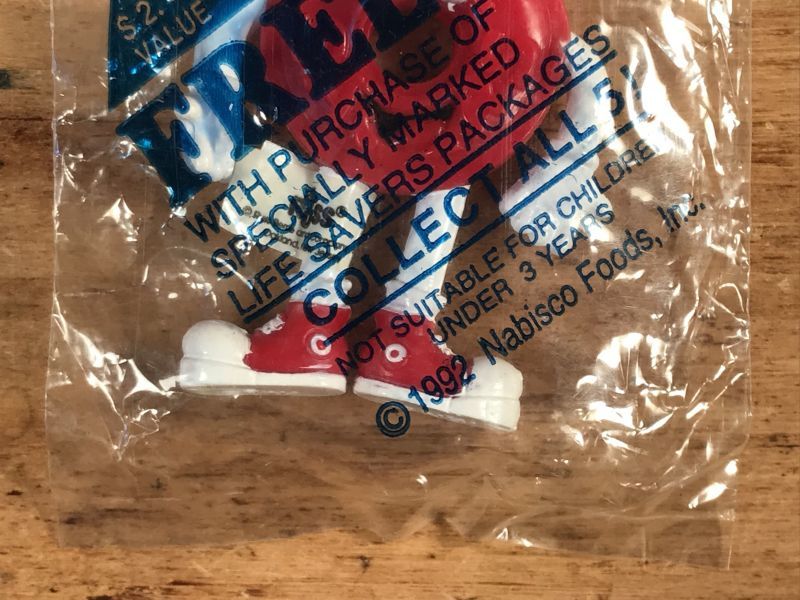 $2.
VALUE
FREE
WITH PURCHASE OF
SPECIALLY MARKED
LIFE SAVERS PACKAGES
COLLECT ALL 5!
NOT SUITABLE FOR CHILDREN
UNDER 3 YEARS
© 1992 Nabisco Foods, Inc.